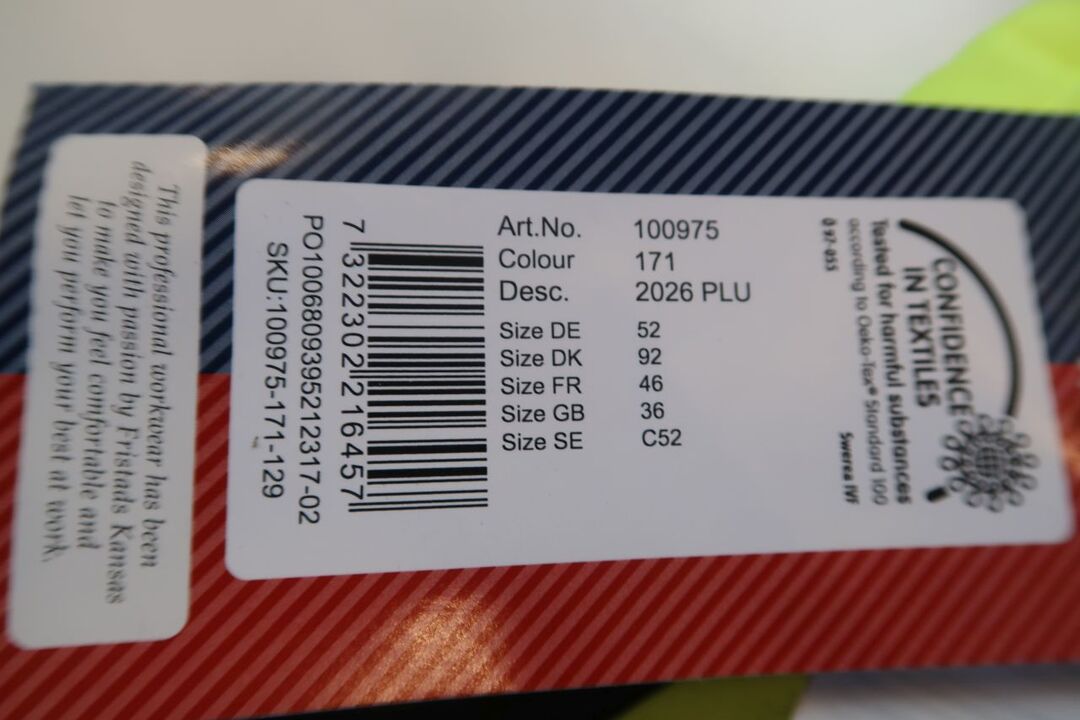 This professional workwear has been
designed with passion by Fristads Kansas
to make you feel comfortable and
let you perform your best at work.
7 322302 216457
PO1006809395212317-02
SKU:100975-171-129
Art.No. 100975
Colour 171
Desc. 2026 PLU
Size DE 52
Size DK 92
Size FR 46
Size GB 36
Size SE C52
CONFIDENCE
IN TEXTILES
Tested for harmful substances
according to Oeko-Tex® Standard 100
097-055 Swerea IVF